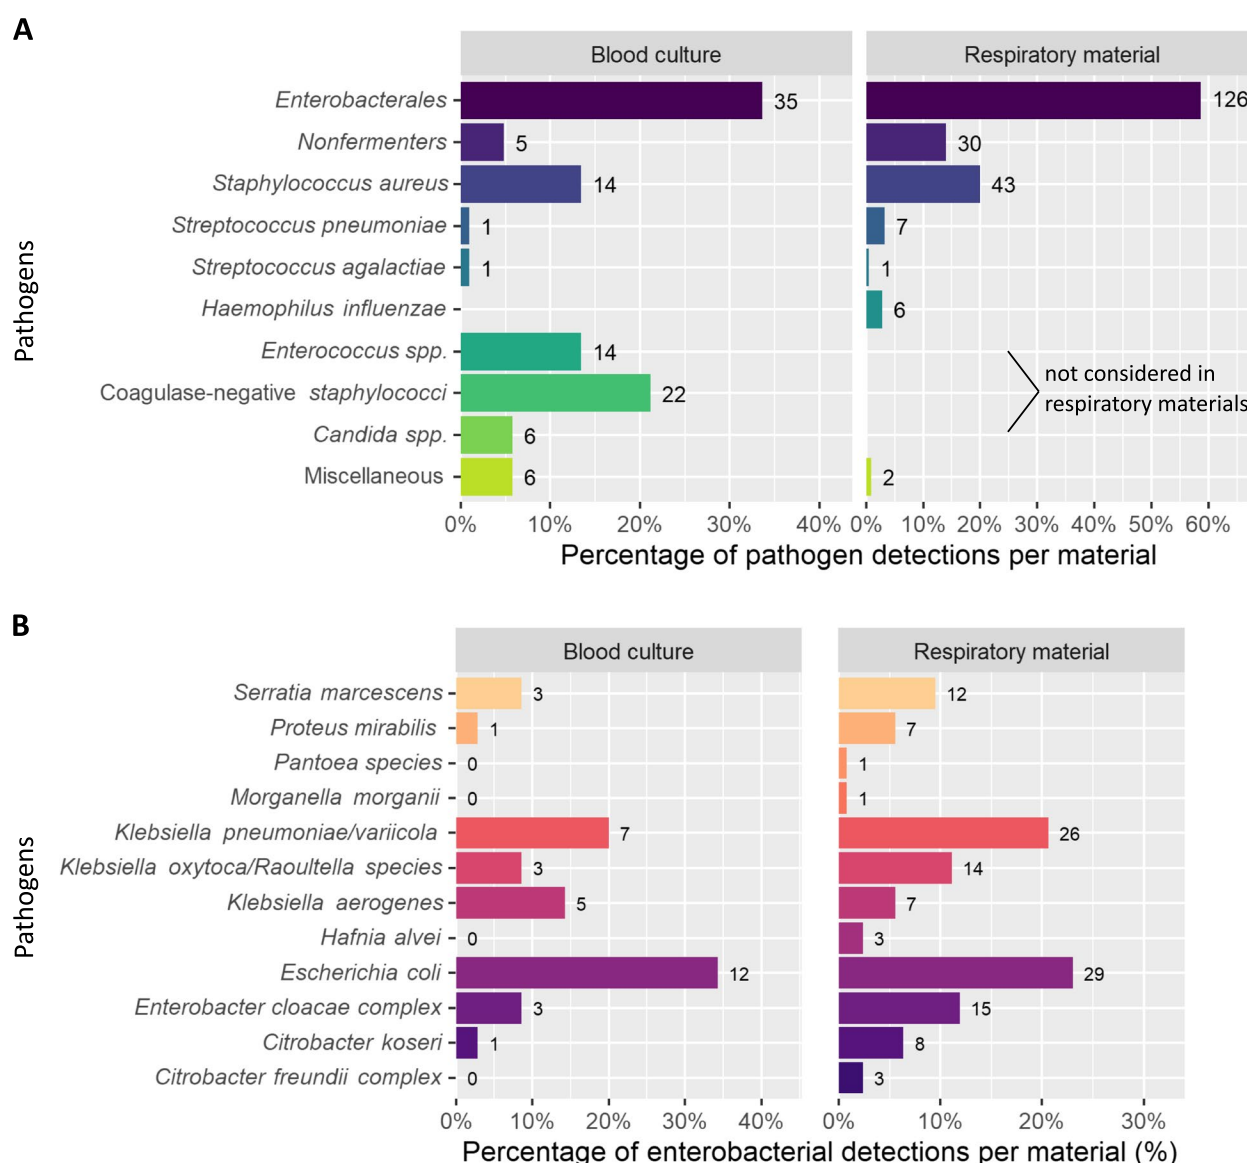 A
Blood culture Respiratory material
Enterobacterales 35 126
Nonfermenters 5 30
Staphylococcus aureus 14 43
Streptococcus pneumoniae 1 7
Streptococcus agalactiae 1 1
Haemophilus influenzae 6
Enterococcus spp. 14
Coagulase-negative staphylococci 22
not considered in
respiratory materials
Candida spp. 6
Miscellaneous 6 2
Pathogens
0% 10% 20% 30% 40% 0% 10% 20% 30% 40% 50% 60%
Percentage of pathogen detections per material
B
Blood culture Respiratory material
Serratia marcescens 3 12
Proteus mirabilis 1 7
Pantoea species 0 1
Morganella morganii 0 1
Klebsiella pneumoniae/variicola 7 26
Klebsiella oxytoca/Raoultella species 3 14
Klebsiella aerogenes 5 7
Hafnia alvei 0 3
Escherichia coli 12 29
Enterobacter cloacae complex 3 15
Citrobacter koseri 1 8
Citrobacter freundii complex 0 3
Pathogens
0% 10% 20% 30% 40% 0% 10% 20% 30%
Percentage of enterobacterial detections per material (%)